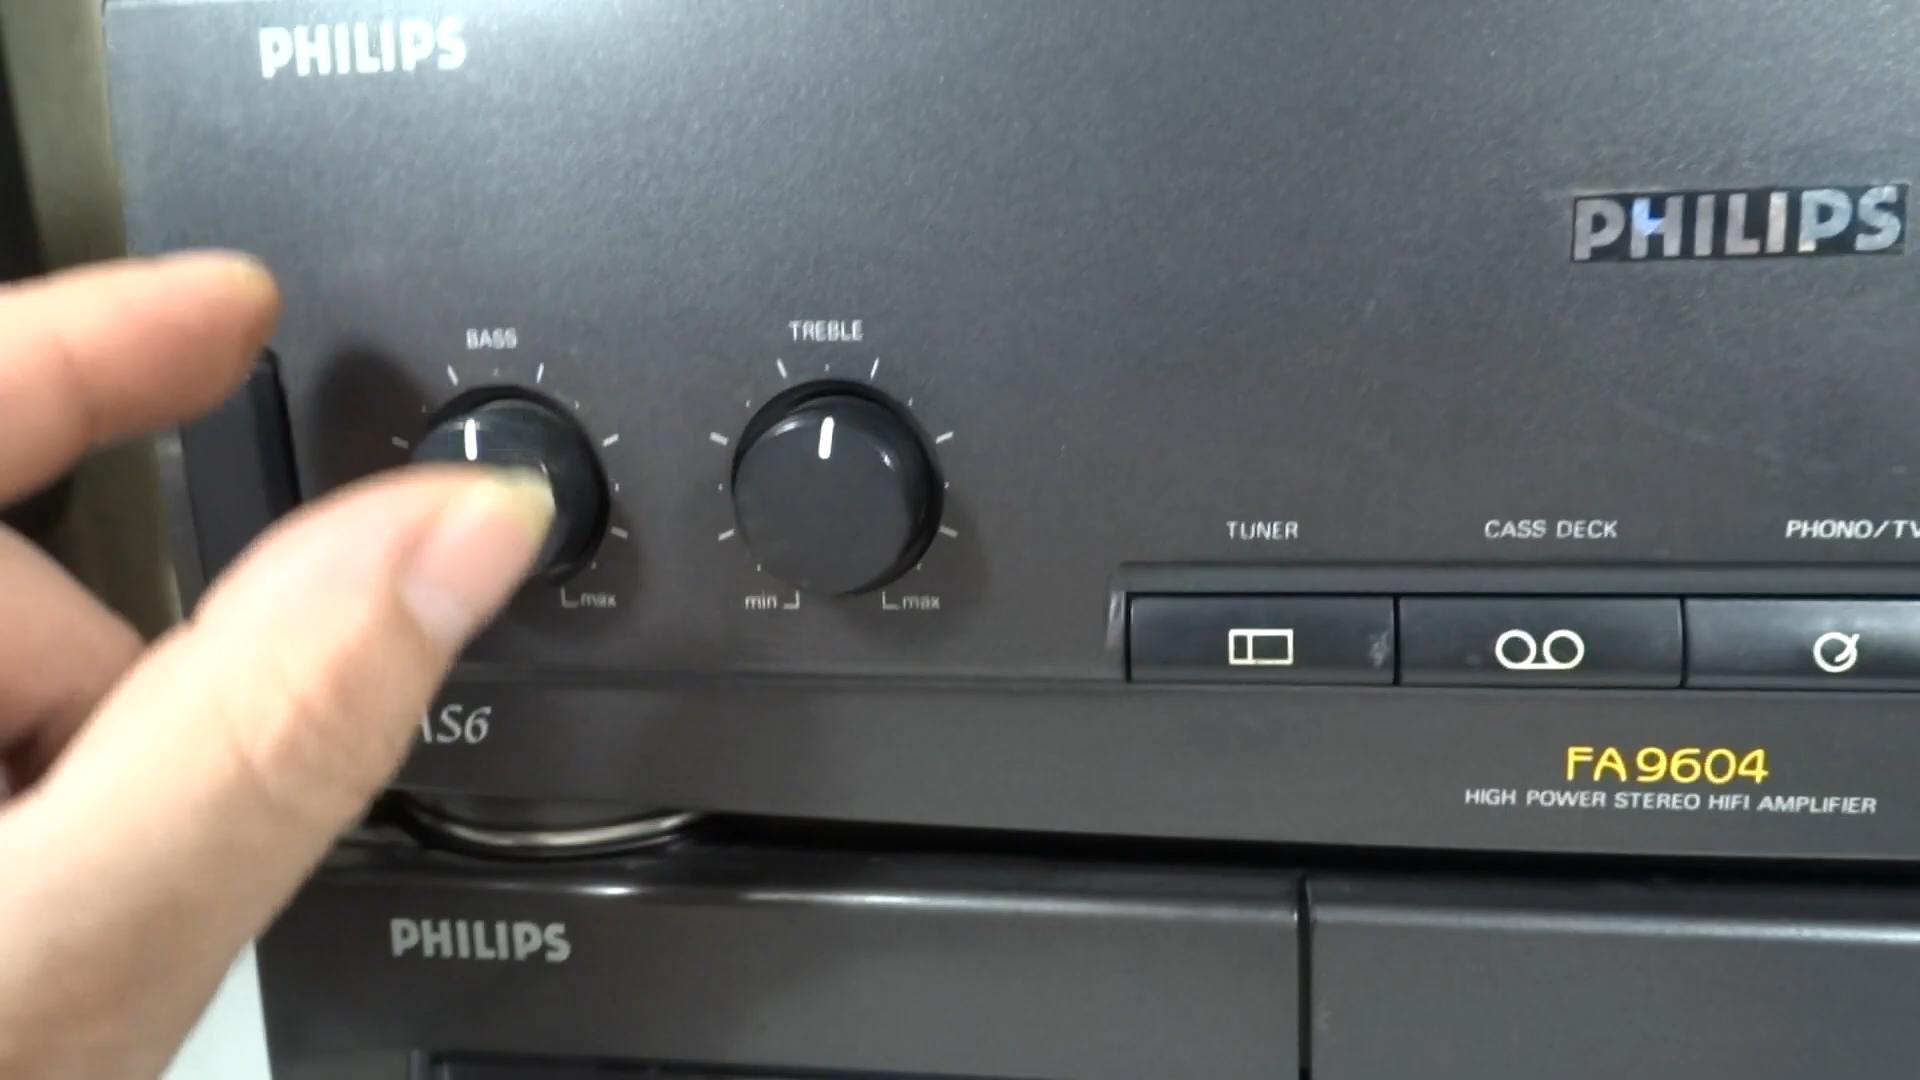 PHILIPS
PHILIPS
BASS
TREBLE
max
min
max
TUNER
CASS DECK
PHONO/TV
AS6
FA9604
HIGH POWER STEREO HIFI AMPLIFIER
PHILIPS